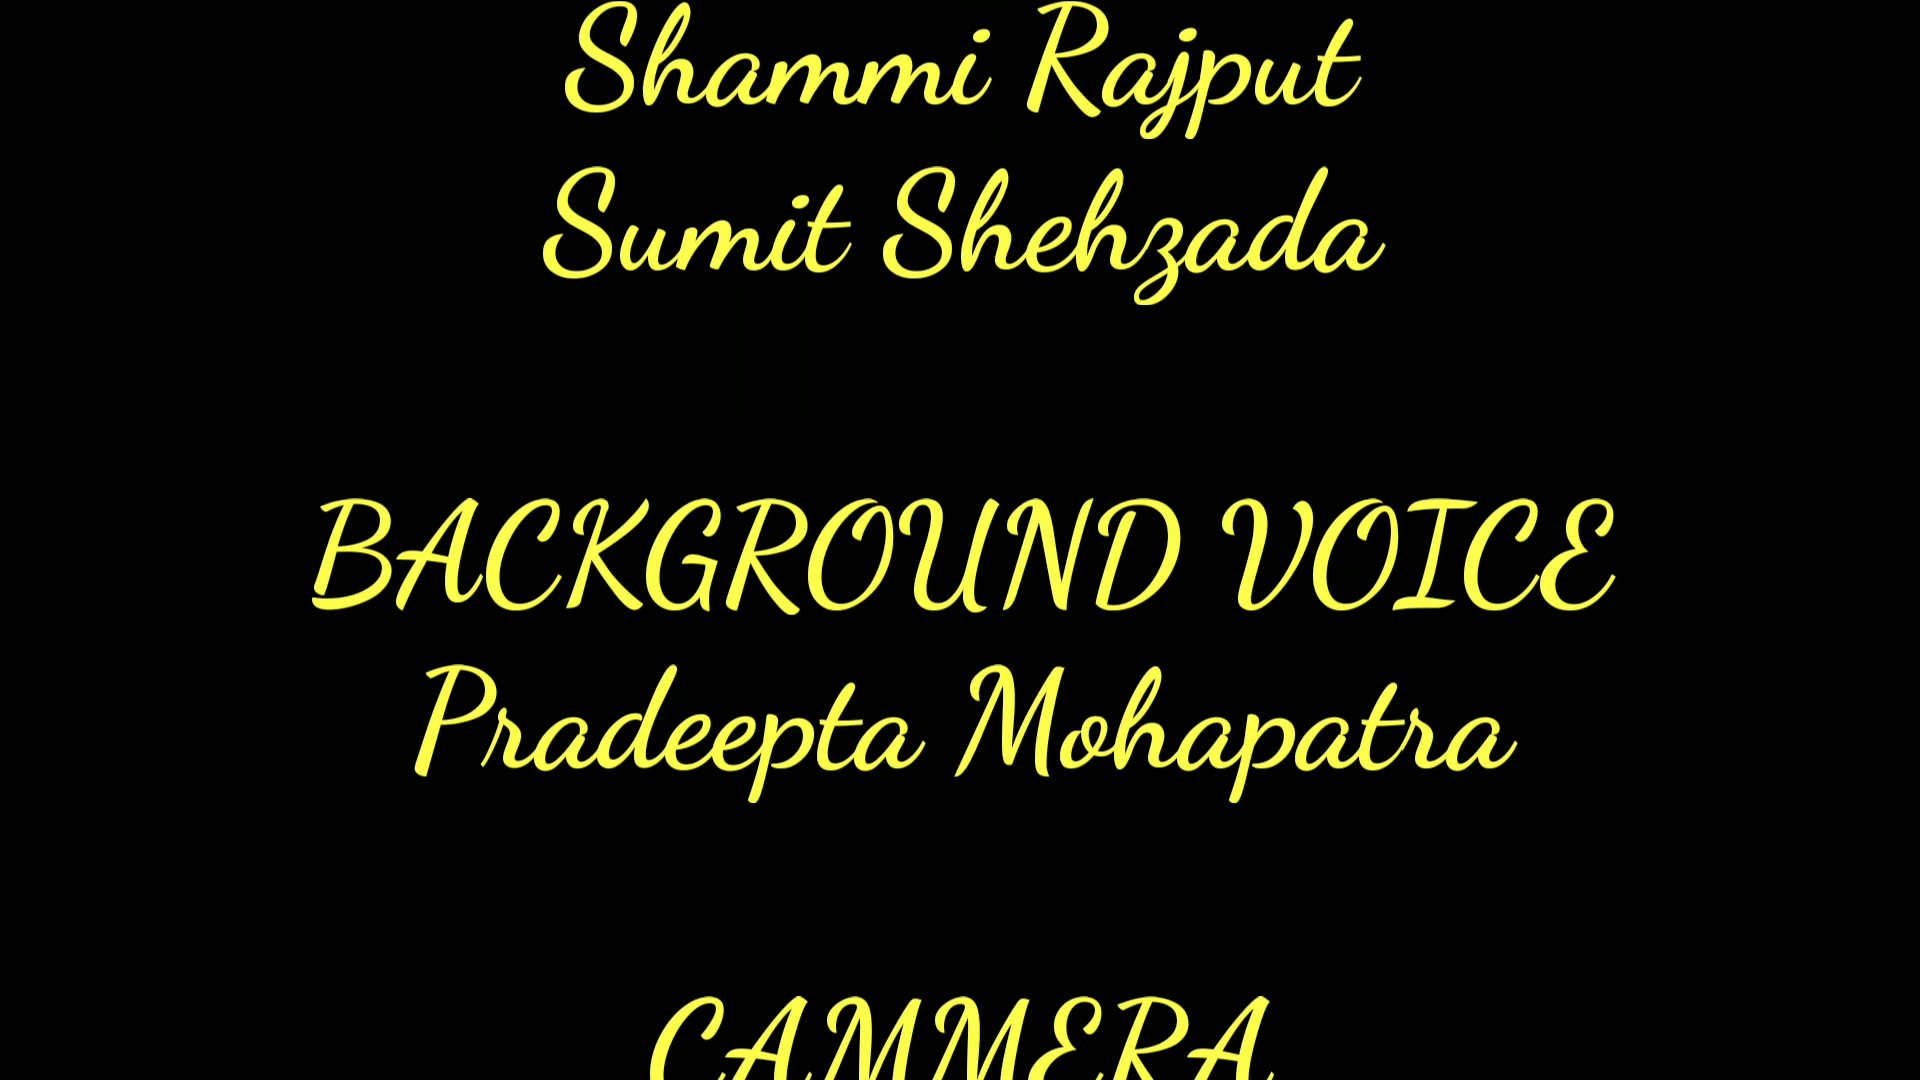 Shammi Rajput
Sumit Shehzada
BACKGROUND VOICE
Pradeepta Mohapatra
CAMMERA